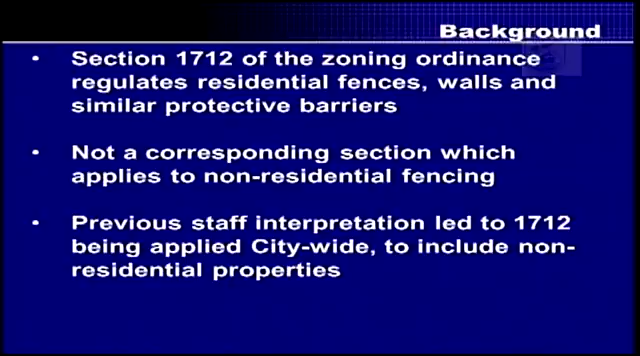 Background
• Section 1712 of the zoning ordinance
regulates residential fences, walls and
similar protective barriers
• Not a corresponding section which
applies to non-residential fencing
• Previous staff interpretation led to 1712
being applied City-wide, to include non-
residential properties